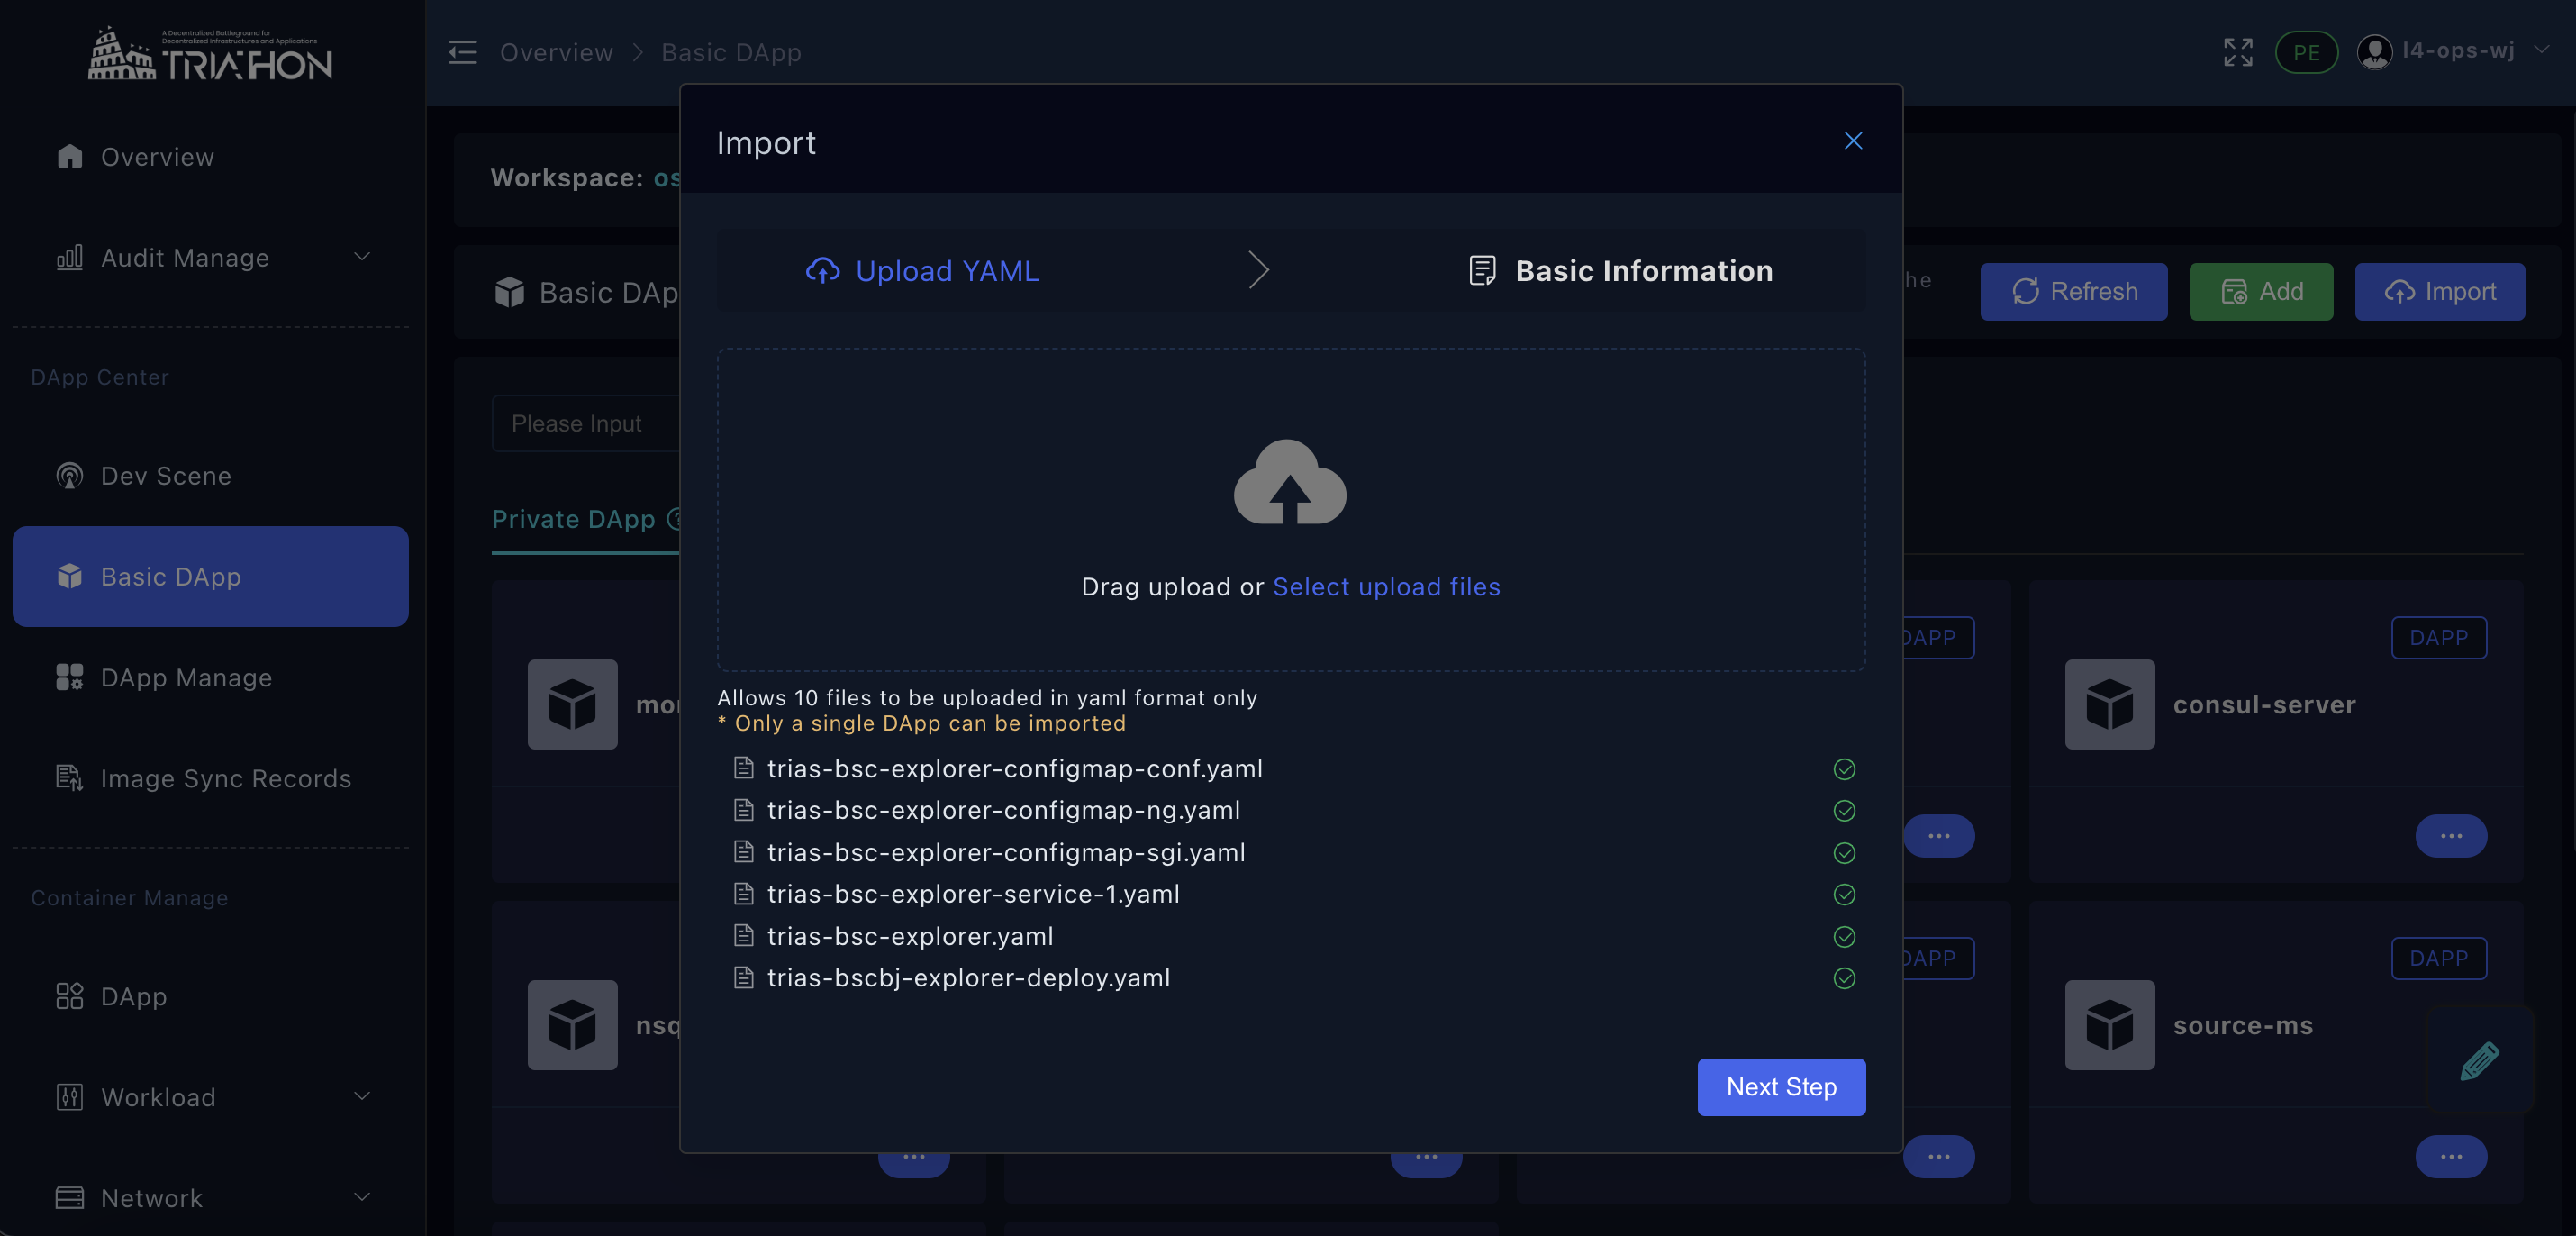 A Decentralized Battleground for
Decentralized Infrastructures and Applications
TRIATHON
Overview
Audit Manage
DApp Center
Dev Scene
Basic DApp
DApp Manage
Image Sync Records
Container Manage
DApp
Workload
Network
Overview > Basic DApp
PE
l4-ops-wj
Workspace: os
Basic DAp
he
Refresh
Add
Import
Please Input
Private DApp
Import
Upload YAML
Basic Information
Drag upload or Select upload files
Allows 10 files to be uploaded in yaml format only
* Only a single DApp can be imported
trias-bsc-explorer-configmap-conf.yaml
trias-bsc-explorer-configmap-ng.yaml
trias-bsc-explorer-configmap-sgi.yaml
trias-bsc-explorer-service-1.yaml
trias-bsc-explorer.yaml
trias-bscbj-explorer-deploy.yaml
Next Step
DAPP
DAPP
consul-server
DAPP
DAPP
source-ms